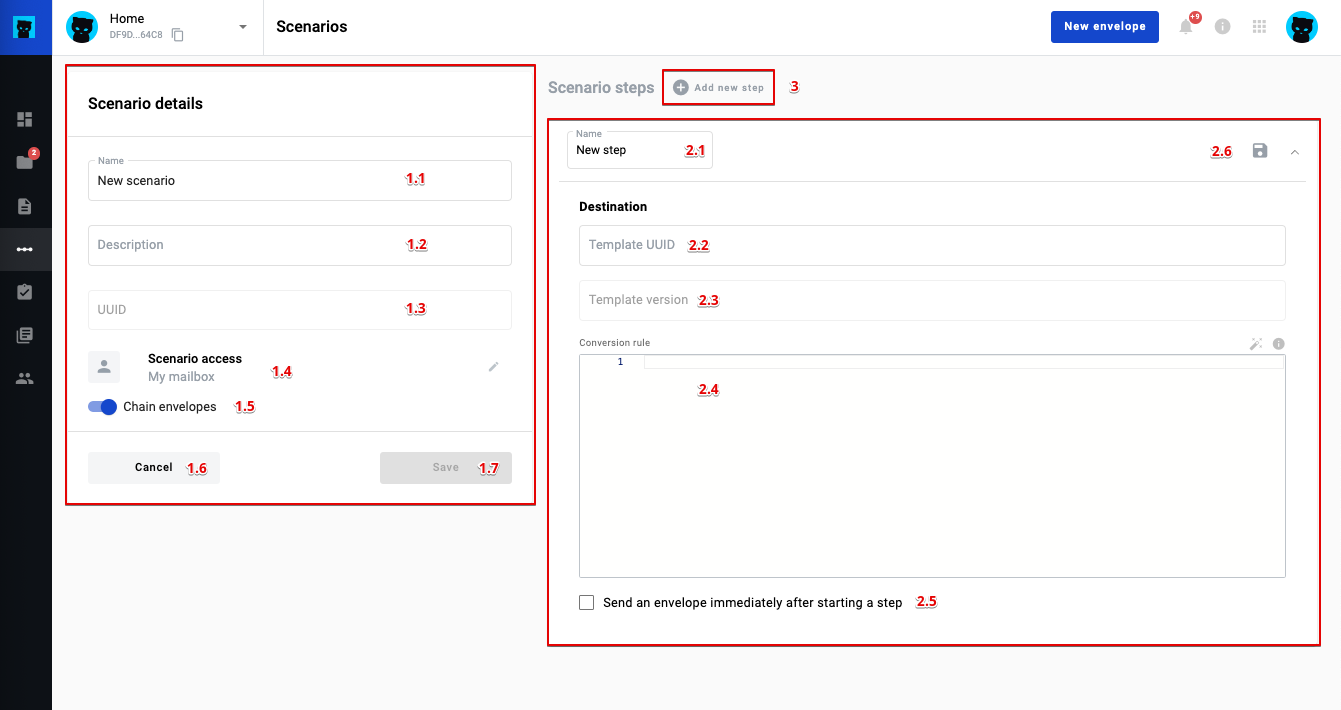 Home
DF9D...64C8
Scenarios
New envelope
+9
2
Scenario details
Name
New scenario 1.1
Description 1.2
UUID 1.3
Scenario access
My mailbox 1.4
Chain envelopes 1.5
Cancel 1.6
Save 1.7
Scenario steps
Add new step 3
Name
New step 2.1
2.6
Destination
Template UUID 2.2
Template version 2.3
Conversion rule
1
2.4
Send an envelope immediately after starting a step 2.5